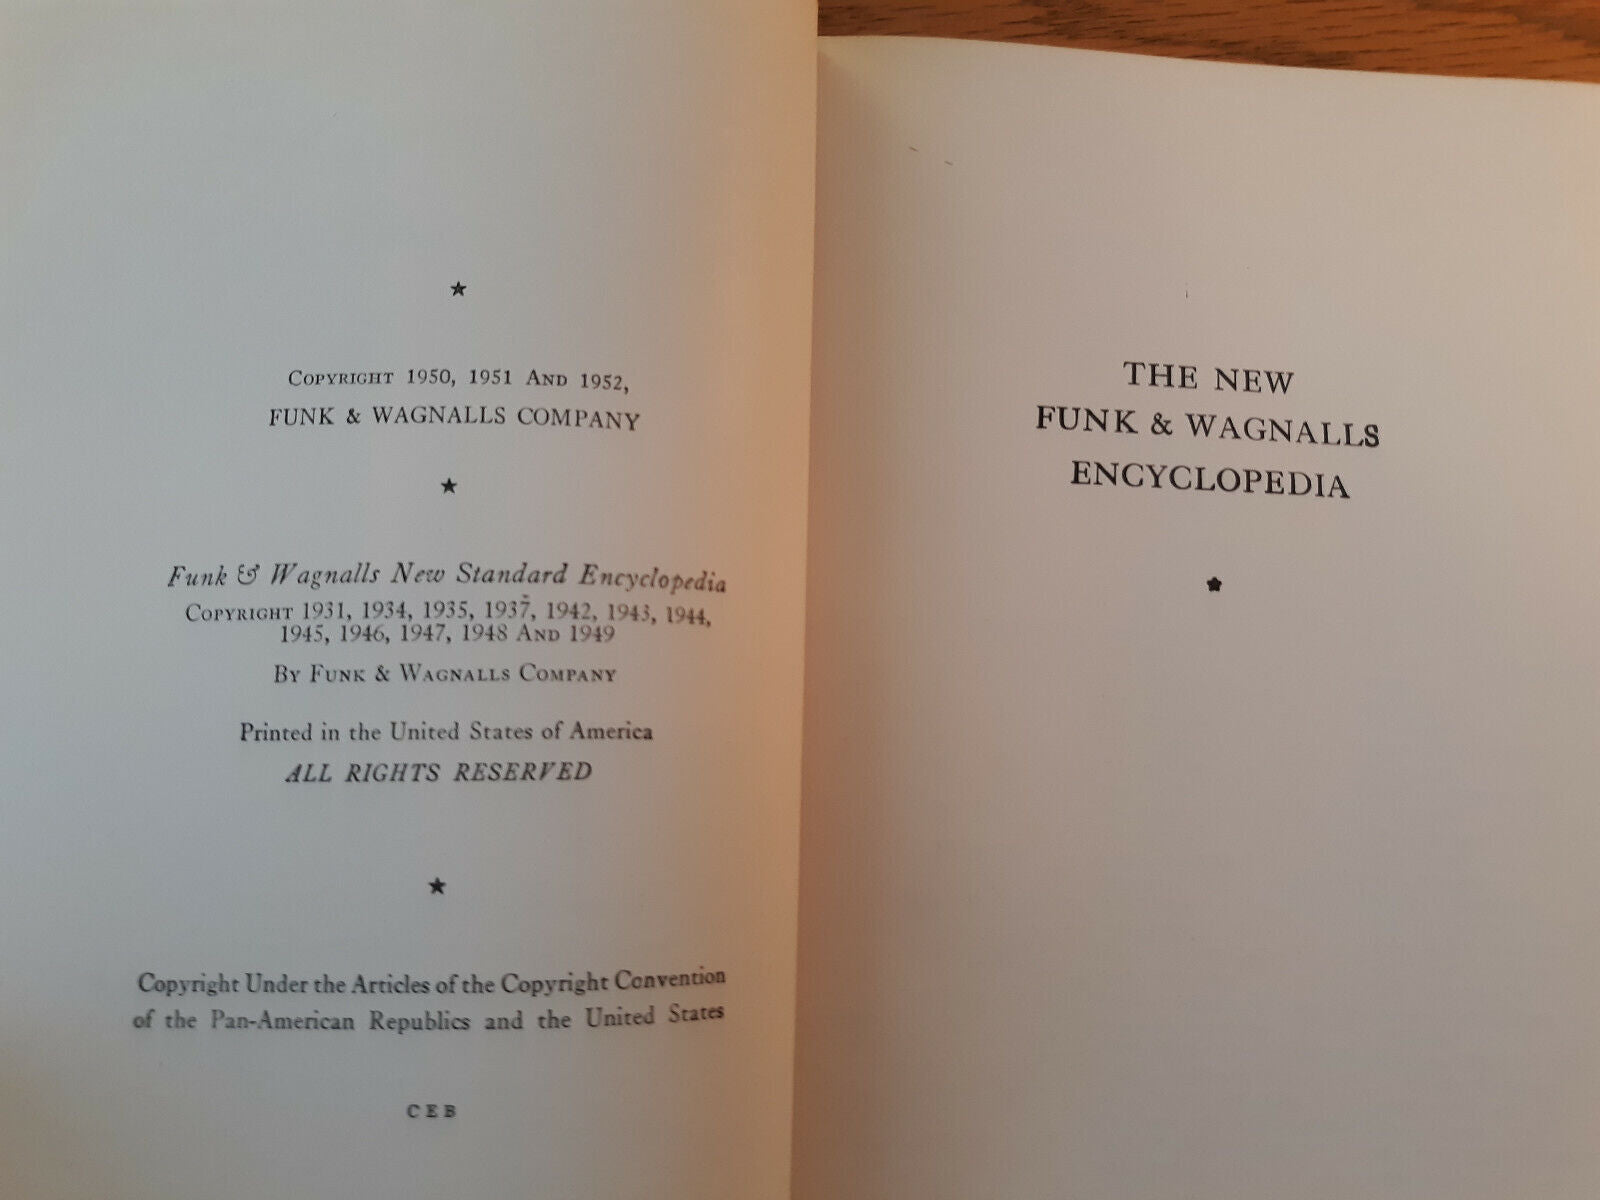 Copyright 1950, 1951 And 1952,
FUNK & WAGNALLS COMPANY
Funk & Wagnalls New Standard Encyclopedia
Copyright 1931, 1934, 1935, 1937, 1942, 1943, 1944,
1945, 1946, 1947, 1948 And 1949
By Funk & Wagnalls Company
Printed in the United States of America
ALL RIGHTS RESERVED
Copyright Under the Articles of the Copyright Convention
of the Pan-American Republics and the United States
CEB
THE NEW
FUNK & WAGNALLS
ENCYCLOPEDIA